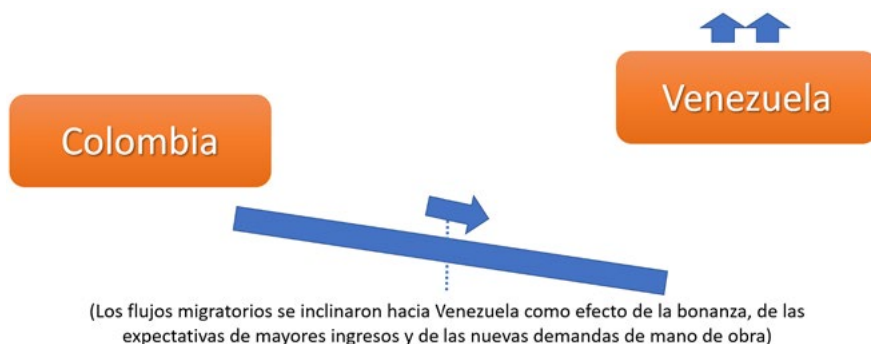 Venezuela
Colombia
(Los flujos migratorios se inclinaron hacia Venezuela como efecto de la bonanza, de las
expectativas de mayores ingresos y de las nuevas demandas de mano de obra)